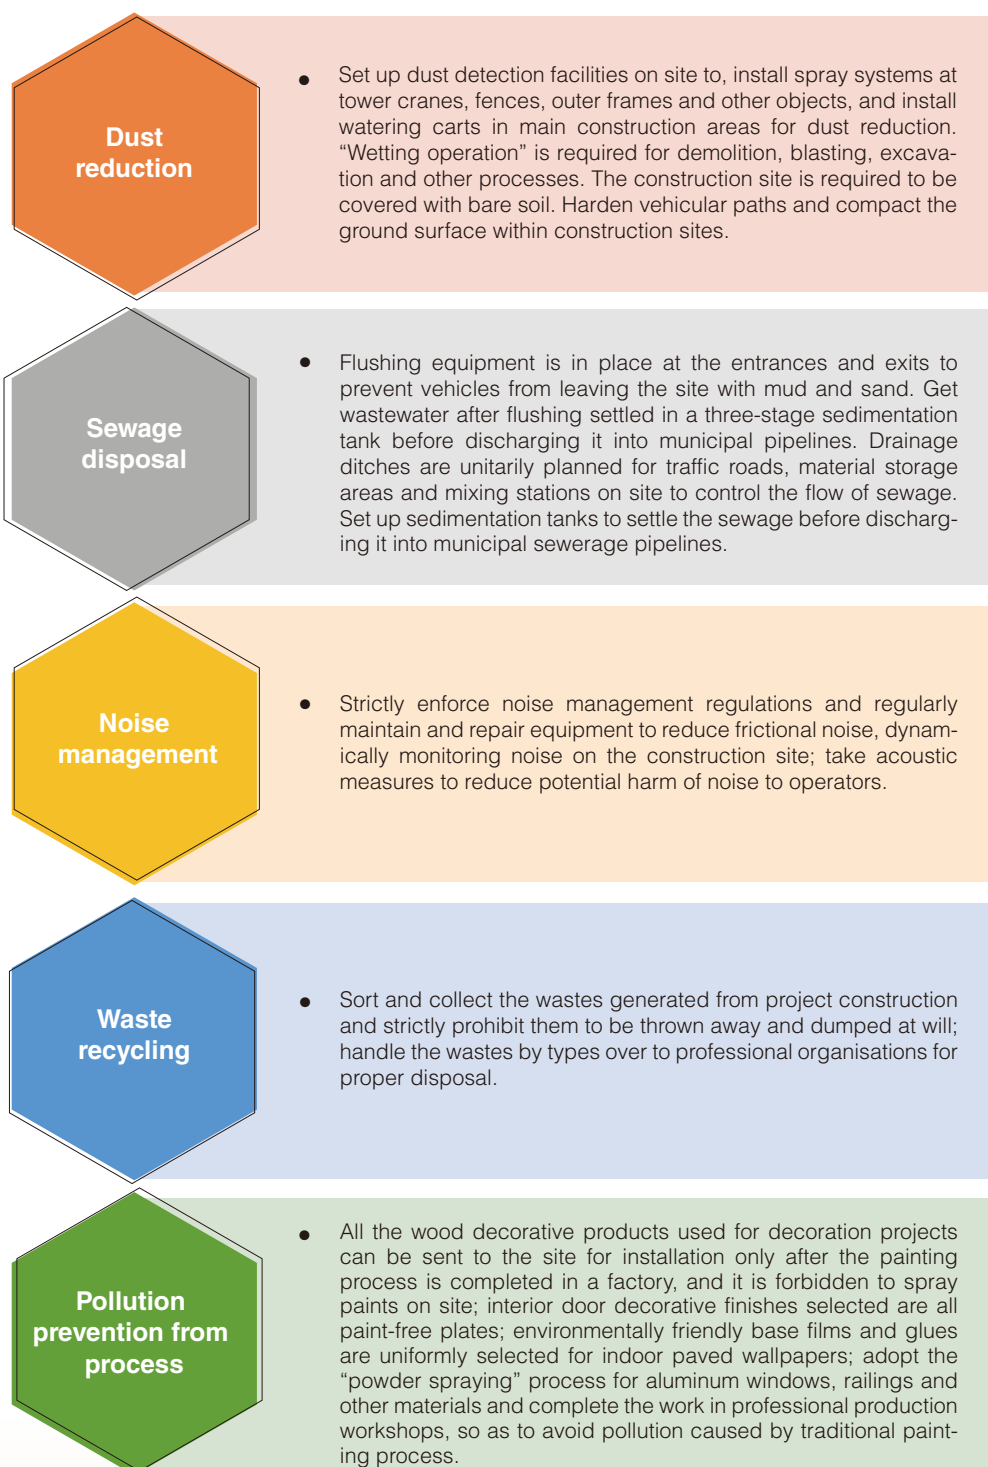 Dust
reduction
● Set up dust detection facilities on site to, install spray systems at
tower cranes, fences, outer frames and other objects, and install
watering carts in main construction areas for dust reduction.
“Wetting operation” is required for demolition, blasting, excava-
tion and other processes. The construction site is required to be
covered with bare soil. Harden vehicular paths and compact the
ground surface within construction sites.
Sewage
disposal
● Flushing equipment is in place at the entrances and exits to
prevent vehicles from leaving the site with mud and sand. Get
wastewater after flushing settled in a three-stage sedimentation
tank before discharging it into municipal pipelines. Drainage
ditches are unitarily planned for traffic roads, material storage
areas and mixing stations on site to control the flow of sewage.
Set up sedimentation tanks to settle the sewage before discharg-
ing it into municipal sewerage pipelines.
Noise
management
● Strictly enforce noise management regulations and regularly
maintain and repair equipment to reduce frictional noise, dynam-
ically monitoring noise on the construction site; take acoustic
measures to reduce potential harm of noise to operators.
Waste
recycling
● Sort and collect the wastes generated from project construction
and strictly prohibit them to be thrown away and dumped at will;
handle the wastes by types over to professional organisations for
proper disposal.
Pollution
prevention from
process
● All the wood decorative products used for decoration projects
can be sent to the site for installation only after the painting
process is completed in a factory, and it is forbidden to spray
paints on site; interior door decorative finishes selected are all
paint-free plates; environmentally friendly base films and glues
are uniformly selected for indoor paved wallpapers; adopt the
“powder spraying” process for aluminum windows, railings and
other materials and complete the work in professional production
workshops, so as to avoid pollution caused by traditional paint-
ing process.